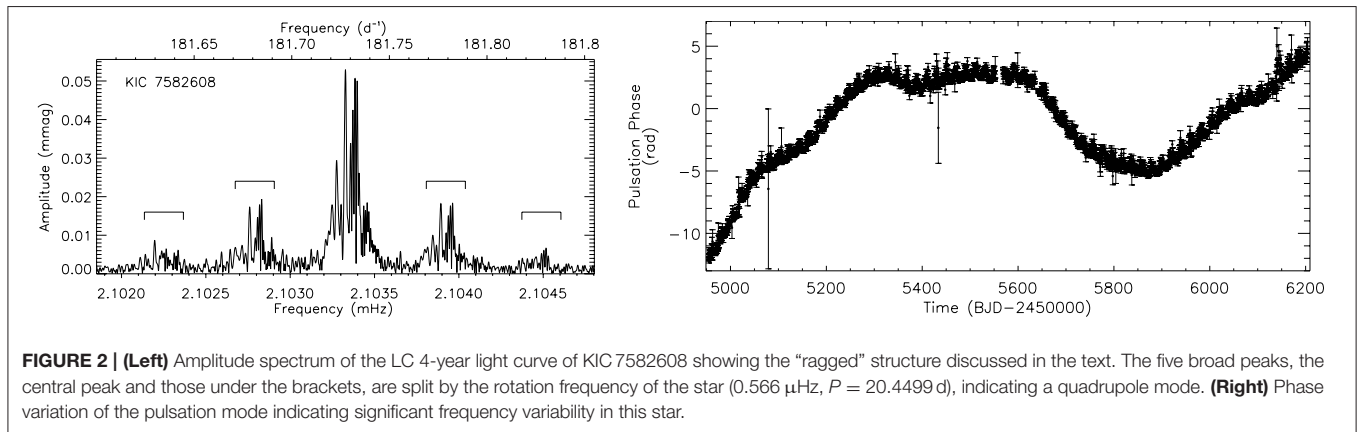 Frequency (d⁻¹)
181.65 181.70 181.75 181.80 181.8
KIC 7582608
Amplitude (mmag)
0.05
0.04
0.03
0.02
0.01
0.00
2.1020 2.1025 2.1030 2.1035 2.1040 2.1045
Frequency (mHz)
Pulsation Phase
(rad)
5
0
−5
−10
5000 5200 5400 5600 5800 6000 6200
Time (BJD−2450000)
FIGURE 2 | (Left) Amplitude spectrum of the LC 4-year light curve of KIC 7582608 showing the “ragged” structure discussed in the text. The five broad peaks, the
central peak and those under the brackets, are split by the rotation frequency of the star (0.566 μHz, P = 20.4499 d), indicating a quadrupole mode. (Right) Phase
variation of the pulsation mode indicating significant frequency variability in this star.